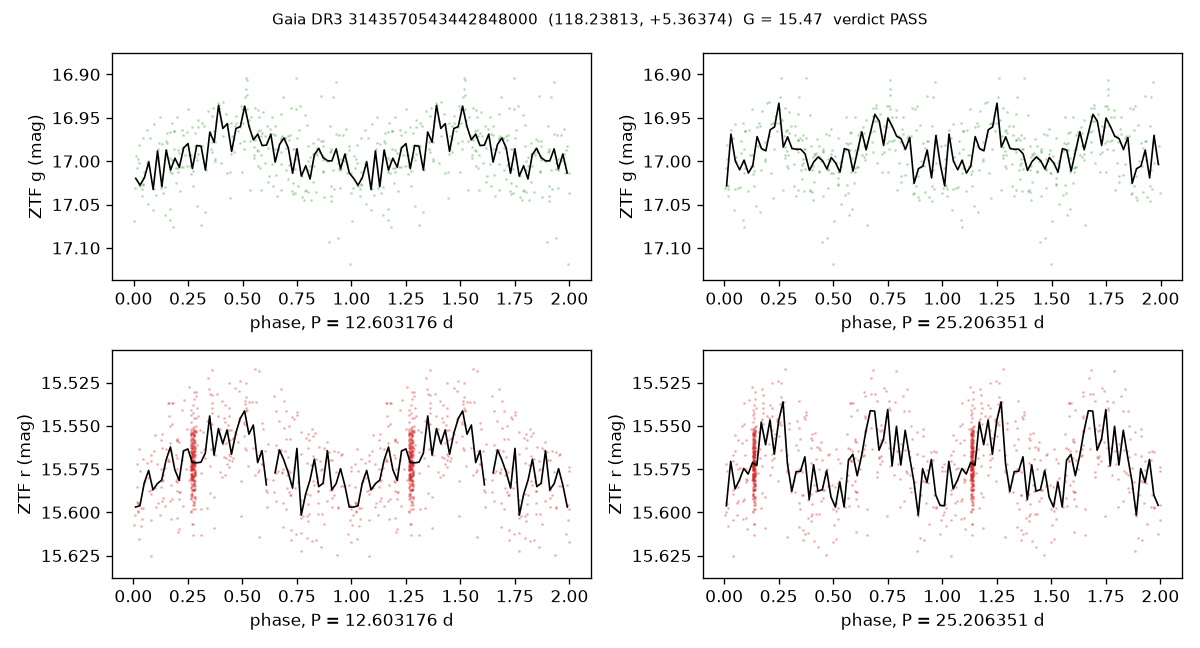 Gaia DR3 3143570543442848000 (118.23813, +5.36374) G = 15.47 verdict PASS
ZTF g (mag)
16.90
16.95
17.00
17.05
17.10
0.00 0.25 0.50 0.75 1.00 1.25 1.50 1.75 2.00
phase, P = 12.603176 d
ZTF g (mag)
16.90
16.95
17.00
17.05
17.10
0.00 0.25 0.50 0.75 1.00 1.25 1.50 1.75 2.00
phase, P = 25.206351 d
ZTF r (mag)
15.525
15.550
15.575
15.600
15.625
0.00 0.25 0.50 0.75 1.00 1.25 1.50 1.75 2.00
phase, P = 12.603176 d
ZTF r (mag)
15.525
15.550
15.575
15.600
15.625
0.00 0.25 0.50 0.75 1.00 1.25 1.50 1.75 2.00
phase, P = 25.206351 d